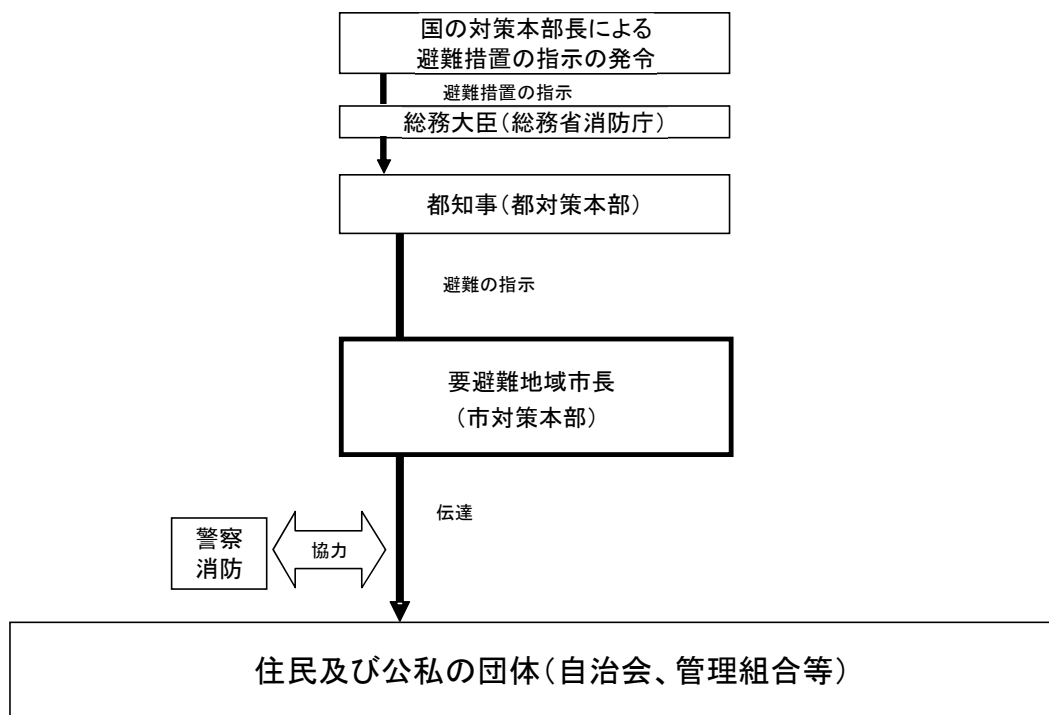 国の対策本部長による
避難措置の指示の発令
避難措置の指示
総務大臣（総務省消防庁）
都知事（都対策本部）
避難の指示
要避難地域市長
（市対策本部）
伝達
警察
消防
協力
住民及び公私の団体（自治会、管理組合等）